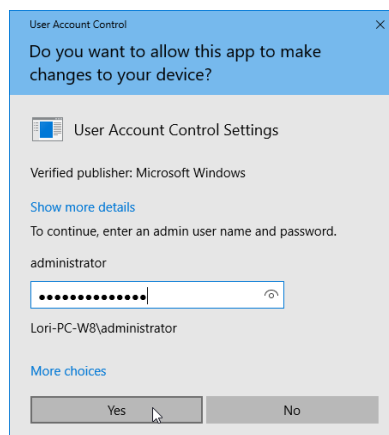 User Account Control
Do you want to allow this app to make
changes to your device?
User Account Control Settings
Verified publisher: Microsoft Windows
Show more details
To continue, enter an admin user name and password.
administrator
●●●●●●●●●●●●●●
Lori-PC-W8\administrator
More choices
Yes
No